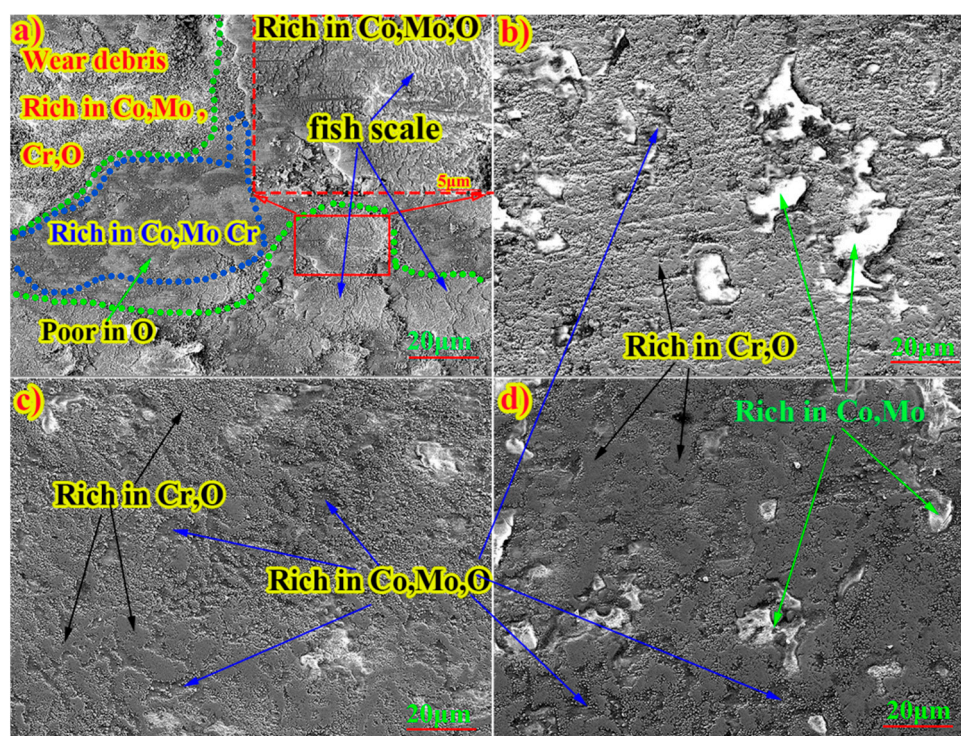 a)
Wear debris
Rich in Co,Mo ,
Cr,O
Rich in Co,Mo,O
fish scale
5μm
Rich in Co,Mo Cr
Poor in O
20μm
b)
Rich in Cr,O
20μm
c)
Rich in Cr,O
Rich in Co,Mo,O
20μm
d)
Rich in Co,Mo
20μm